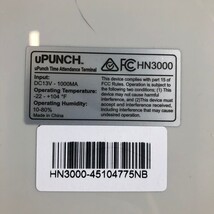 uPUNCH.
uPunch Time Attendance Terminal
FC HN3000
Input:
DC13V - 1000MA
Operating Temperature:
-22 - +104 °F
Operating Humidity:
10-80%
Made in China
This device complies with part 15 of
FCC Rules. Operation is subject to the
following two conditions: (1) This
device may not cause harmful
interference, and (2) this device must
accept any interference received,
including interference that may cause
undesired operation.
HN3000-45104775NB